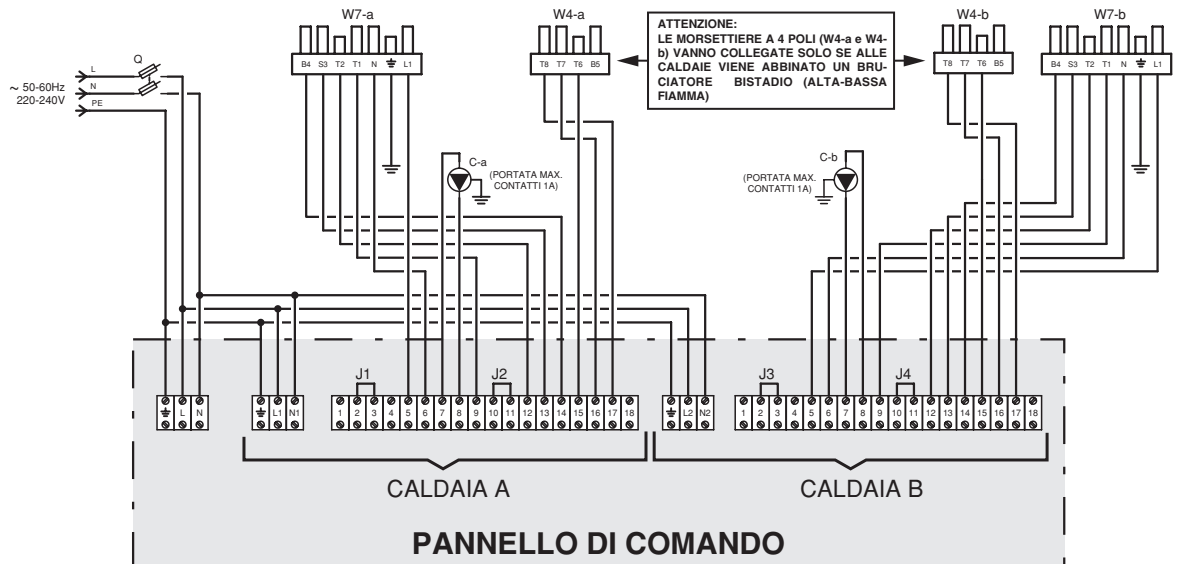 W7-a
W4-a
ATTENZIONE:
LE MORSETTIERE A 4 POLI (W4-a e W4-
b) VANNO COLLEGATE SOLO SE ALLE
CALDAIE VIENE ABBINATO UN BRU-
CIATORE BISTADIO (ALTA-BASSA
FIAMMA)
W4-b
W7-b
B4 S3 T2 T1 N L1
T8 T7 T6 B5
T8 T7 T6 B5
B4 S3 T2 T1 N L1
Q
L
N
PE
~ 50-60Hz
220-240V
C-a
(PORTATA MAX.
CONTATTI 1A)
C-b
(PORTATA MAX.
CONTATTI 1A)
J1
J2
J3
J4
L N
L1 N1
1 2 3 4 5 6 7 8 9 10 11 12 13 14 15 16 17 18
L2 N2
1 2 3 4 5 6 7 8 9 10 11 12 13 14 15 16 17 18
CALDAIA A
CALDAIA B
PANNELLO DI COMANDO